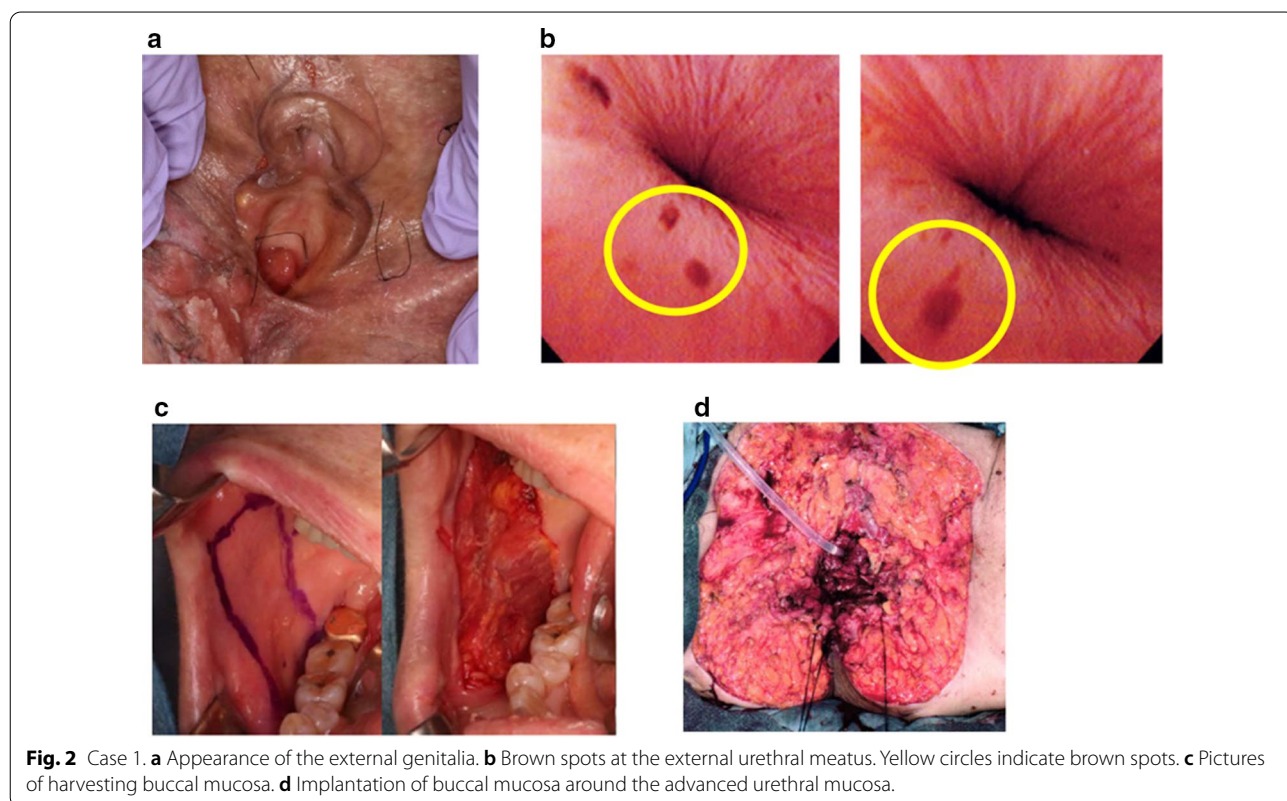 a
b
c
d
Fig. 2 Case 1. a Appearance of the external genitalia. b Brown spots at the external urethral meatus. Yellow circles indicate brown spots. c Pictures
of harvesting buccal mucosa. d Implantation of buccal mucosa around the advanced urethral mucosa.